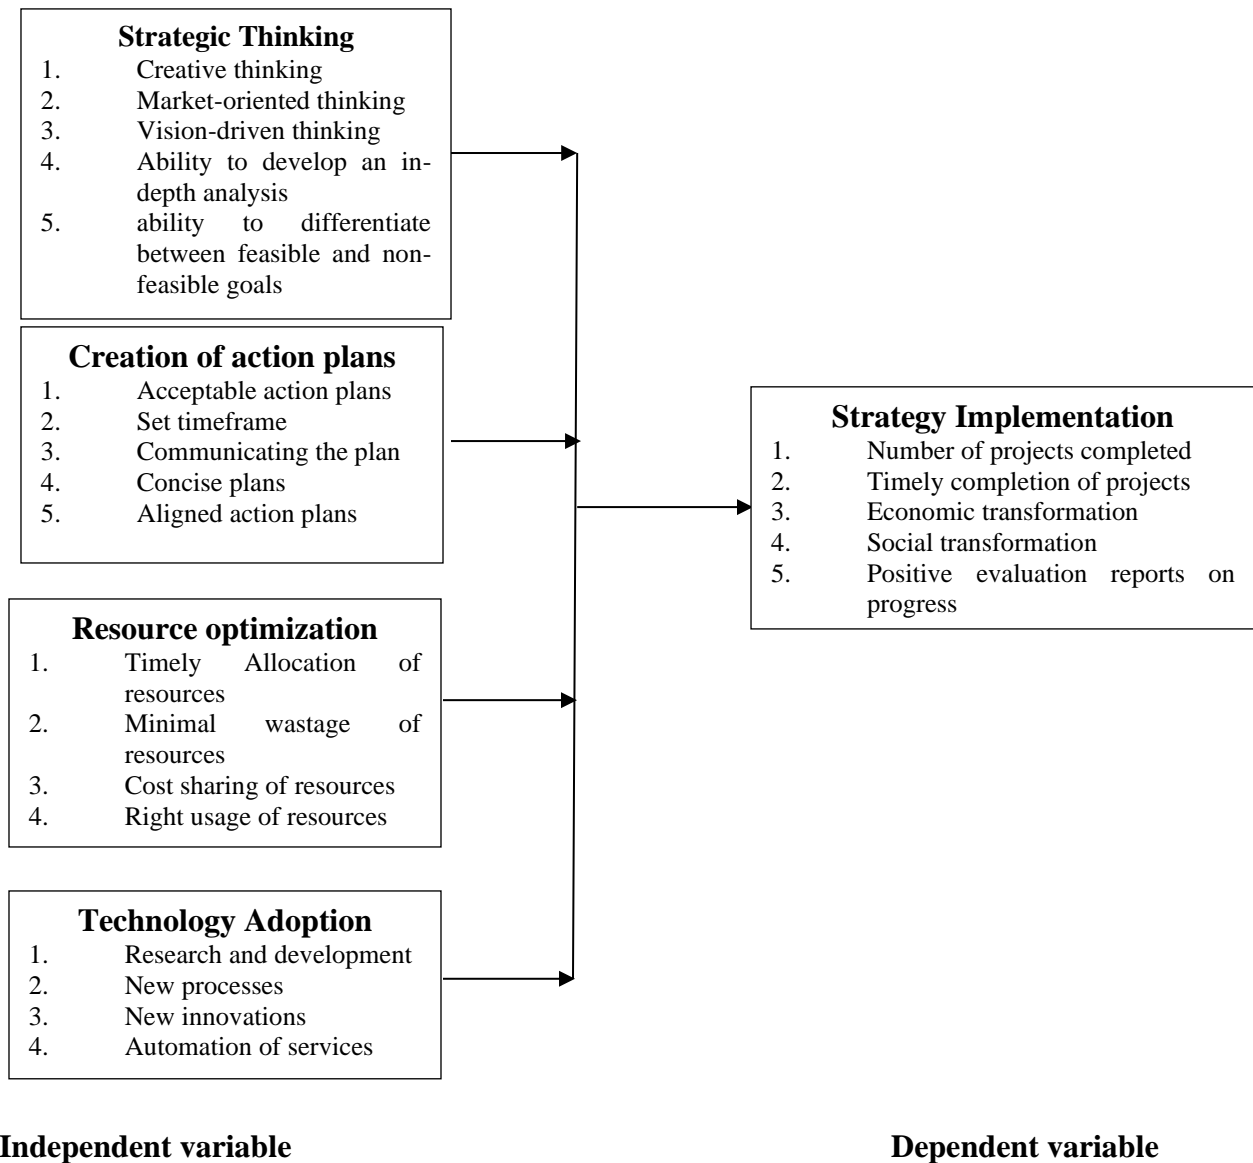 Strategic Thinking
1. Creative thinking
2. Market-oriented thinking
3. Vision-driven thinking
4. Ability to develop an in-
depth analysis
5. ability to differentiate
between feasible and non-
feasible goals
Creation of action plans
1. Acceptable action plans
2. Set timeframe
3. Communicating the plan
4. Concise plans
5. Aligned action plans
Resource optimization
1. Timely Allocation of
resources
2. Minimal wastage of
resources
3. Cost sharing of resources
4. Right usage of resources
Technology Adoption
1. Research and development
2. New processes
3. New innovations
4. Automation of services
Strategy Implementation
1. Number of projects completed
2. Timely completion of projects
3. Economic transformation
4. Social transformation
5. Positive evaluation reports on
progress
Independent variable
Dependent variable